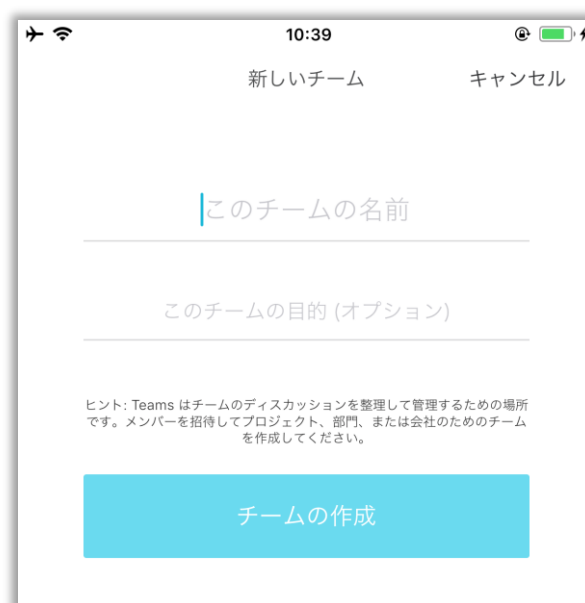 10:39
新しいチーム キャンセル
このチームの名前
このチームの目的 (オプション)
ヒント: Teams はチームのディスカッションを整理して管理するための場所
です。メンバーを招待してプロジェクト、部門、または会社のためのチーム
を作成してください。
チームの作成